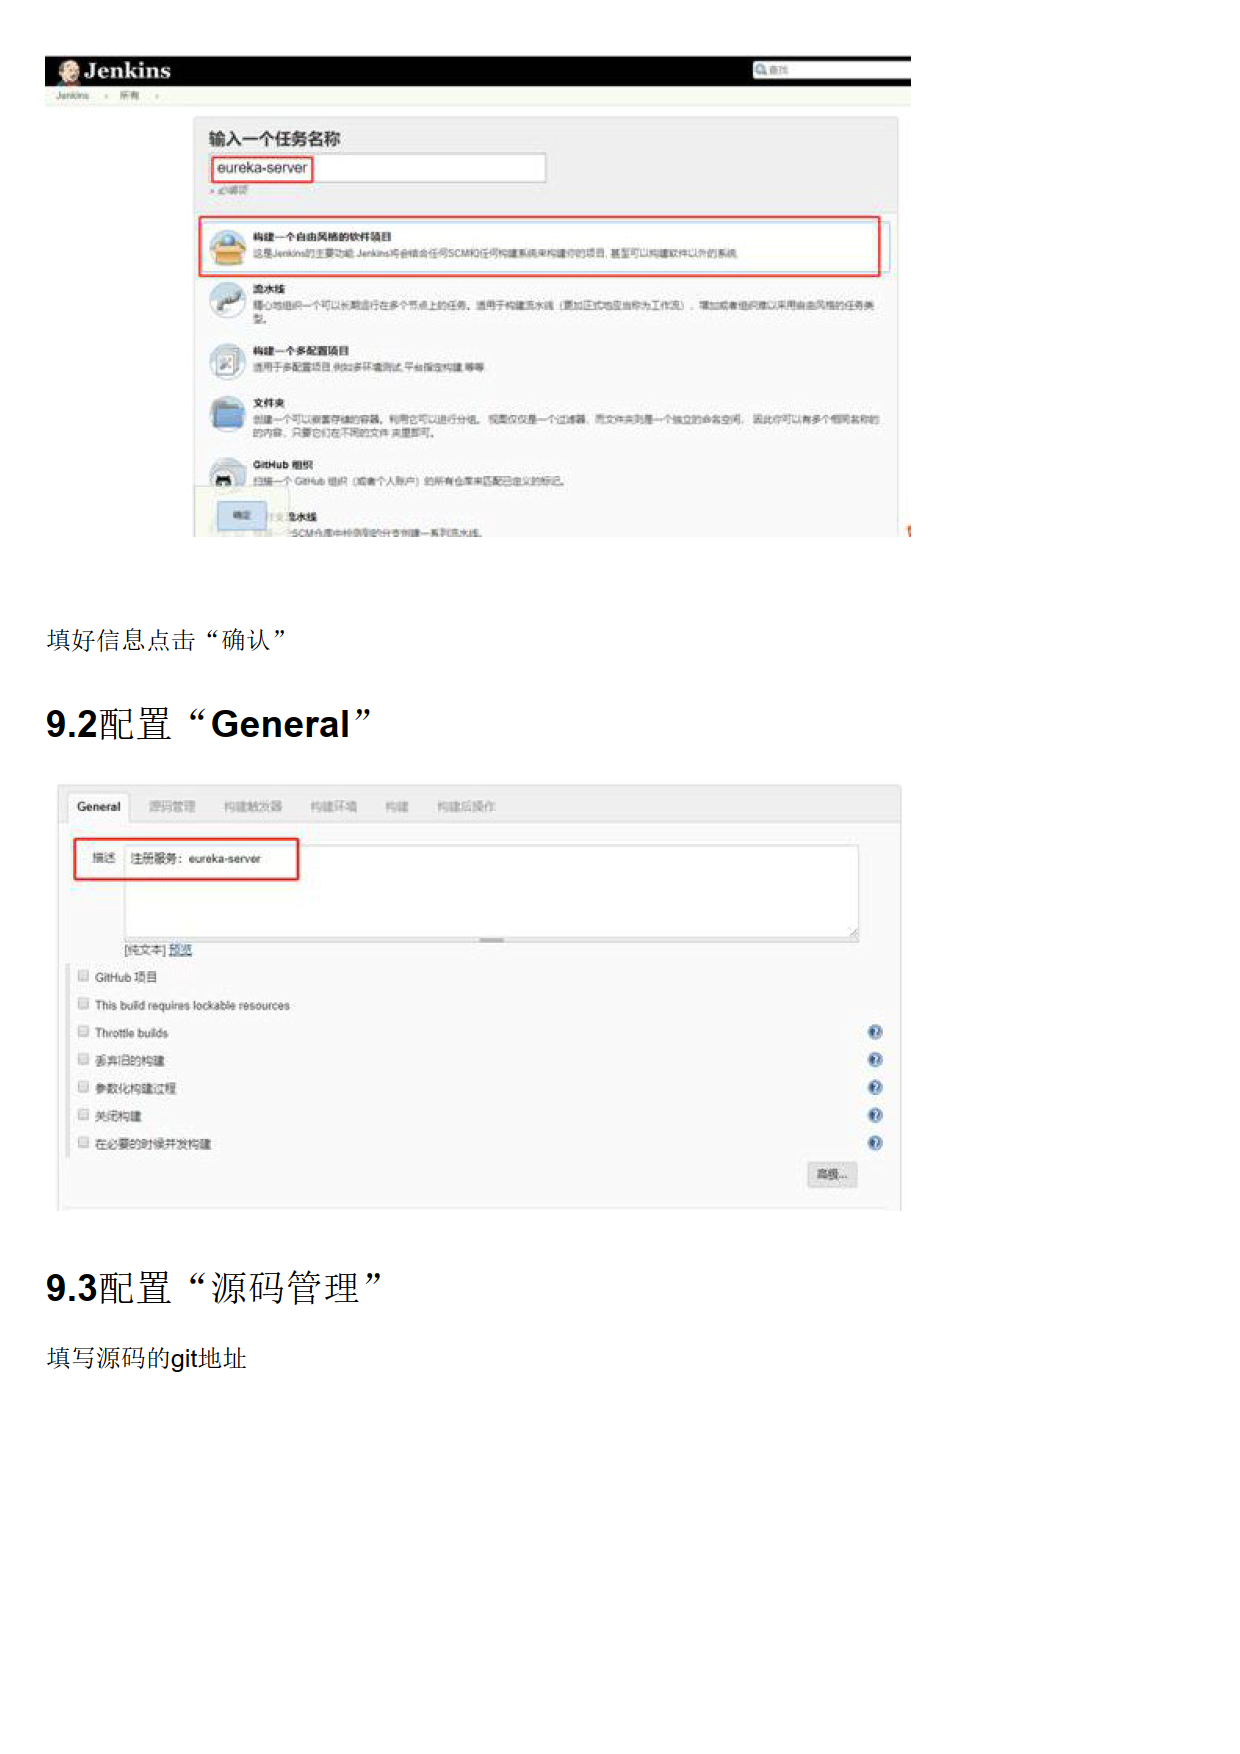 Jenkins
查找
Jenkins 所有
输入一个任务名称
eureka-server
» 必填项
构建一个自由风格的软件项目
这是Jenkins的主要功能.Jenkins将会结合任何SCM和任何构建系统来构建你的项目, 甚至可以构建软件以外的系统.
流水线
精心地组织一个可以长期运行在多个节点上的任务。适用于构建流水线（更加正式地应当称为工作流），增加或者组织难以采用自由风格的任务类
型。
构建一个多配置项目
适用于多配置项目,例如多环境测试,平台指定构建,等等.
文件夹
创建一个可以嵌套存储的容器。利用它可以进行分组。 视图仅仅是一个过滤器，而文件夹则是一个独立的命名空间， 因此你可以有多个相同名称的
的内容，只要它们在不同的文件 夹里即可。
GitHub 组织
扫描一个 GitHub 组织（或者个人账户）的所有仓库来匹配已定义的标记。
确定
流水线
SCM仓库中检测到的分支创建一系列流水线。
填好信息点击“确认”
9.2配置“General”
General 源码管理 构建触发器 构建环境 构建 构建后操作
描述 注册服务：eureka-server
[纯文本] 预览
GitHub 项目
This build requires lockable resources
Throttle builds
丢弃旧的构建
参数化构建过程
关闭构建
在必要的时候并发构建
高级...
9.3配置“源码管理”
填写源码的git地址